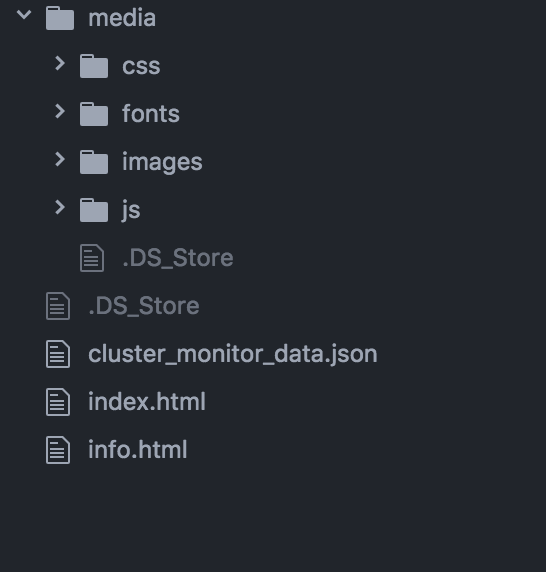 media
css
fonts
images
js
.DS_Store
.DS_Store
cluster_monitor_data.json
index.html
info.html